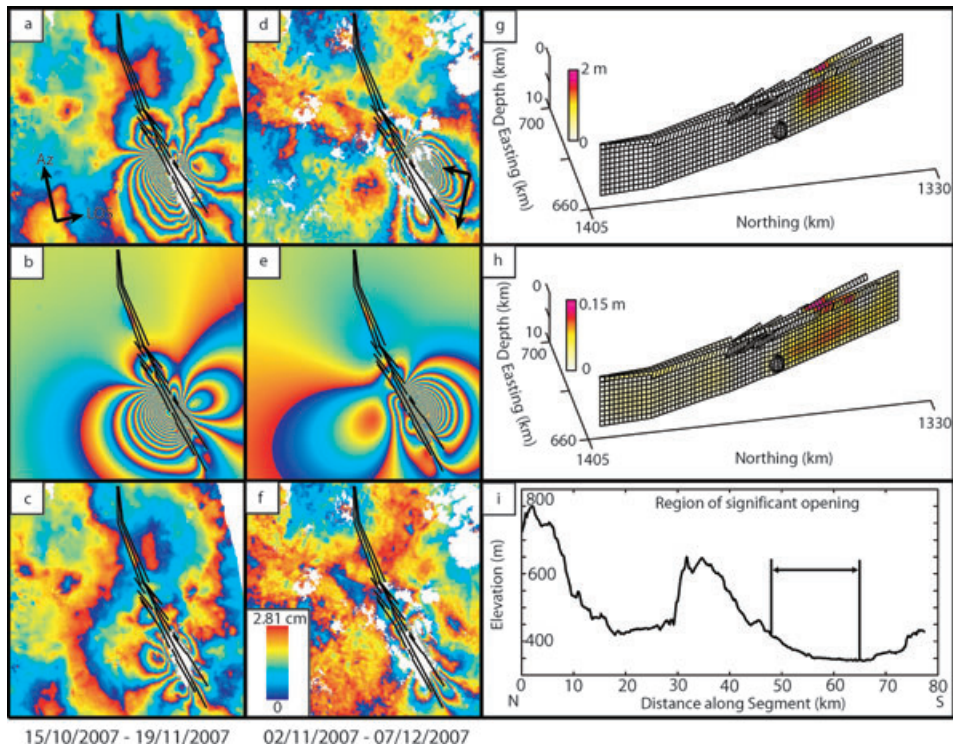 a
Az
LOS
d
b
e
c
f
2.81 cm
0
15/10/2007 - 19/11/2007
02/11/2007 - 07/12/2007
g
0
Depth (km)
10
700
Easting (km)
660
1405
Northing (km)
1330
2 m
0
h
0
Depth (km)
10
700
Easting (km)
660
1405
Northing (km)
1330
0.15 m
0
i
Region of significant opening
Elevation (m)
800
600
400
0
10
20
30
40
50
60
70
80
N
Distance along Segment (km)
S